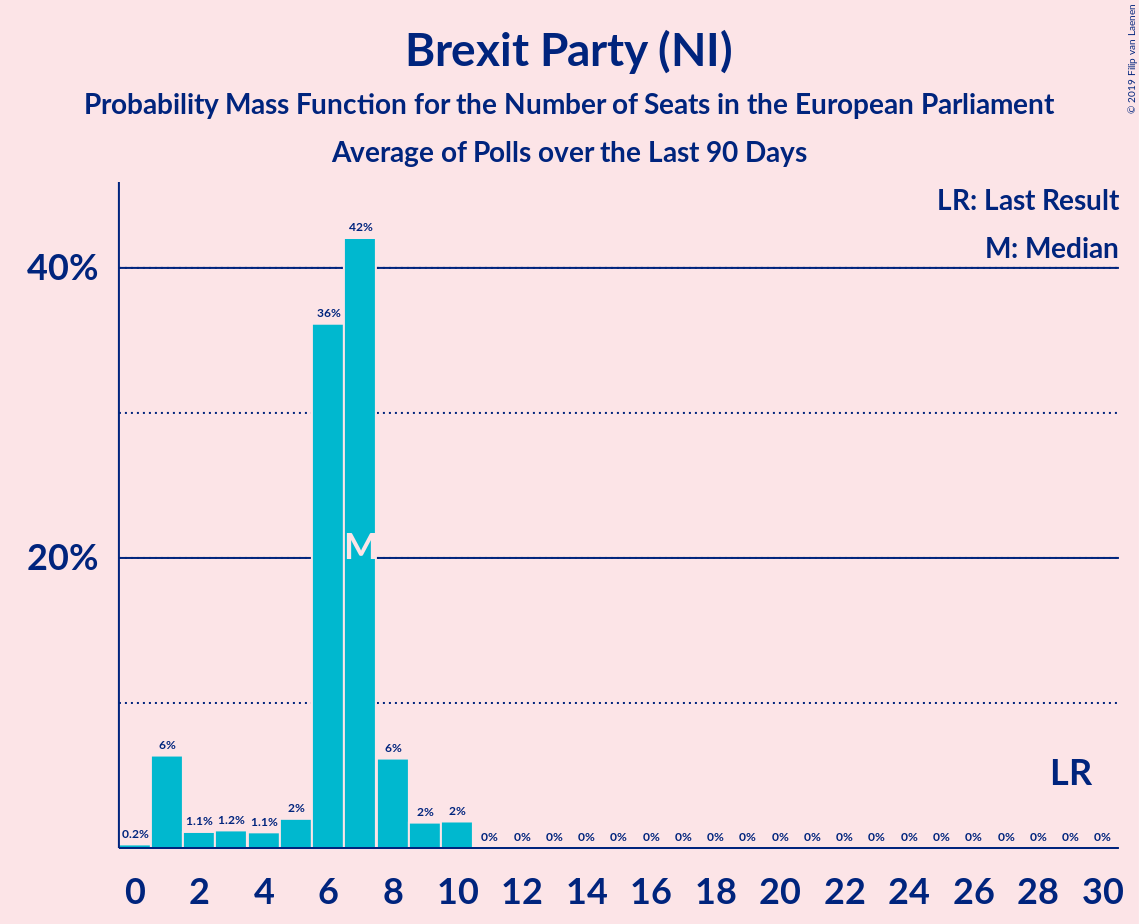 Brexit Party (NI)
Probability Mass Function for the Number of Seats in the European Parliament
Average of Polls over the Last 90 Days
© 2019 Filip van Laenen
LR: Last Result
M: Median
40%
20%
0.2% 6% 1.1% 1.2% 1.1% 2% 36% 42% 6% 2% 2% 0% 0% 0% 0% 0% 0% 0% 0% 0% 0% 0% 0% 0% 0% 0% 0% 0% 0% 0% 0%
M
LR
0 2 4 6 8 10 12 14 16 18 20 22 24 26 28 30